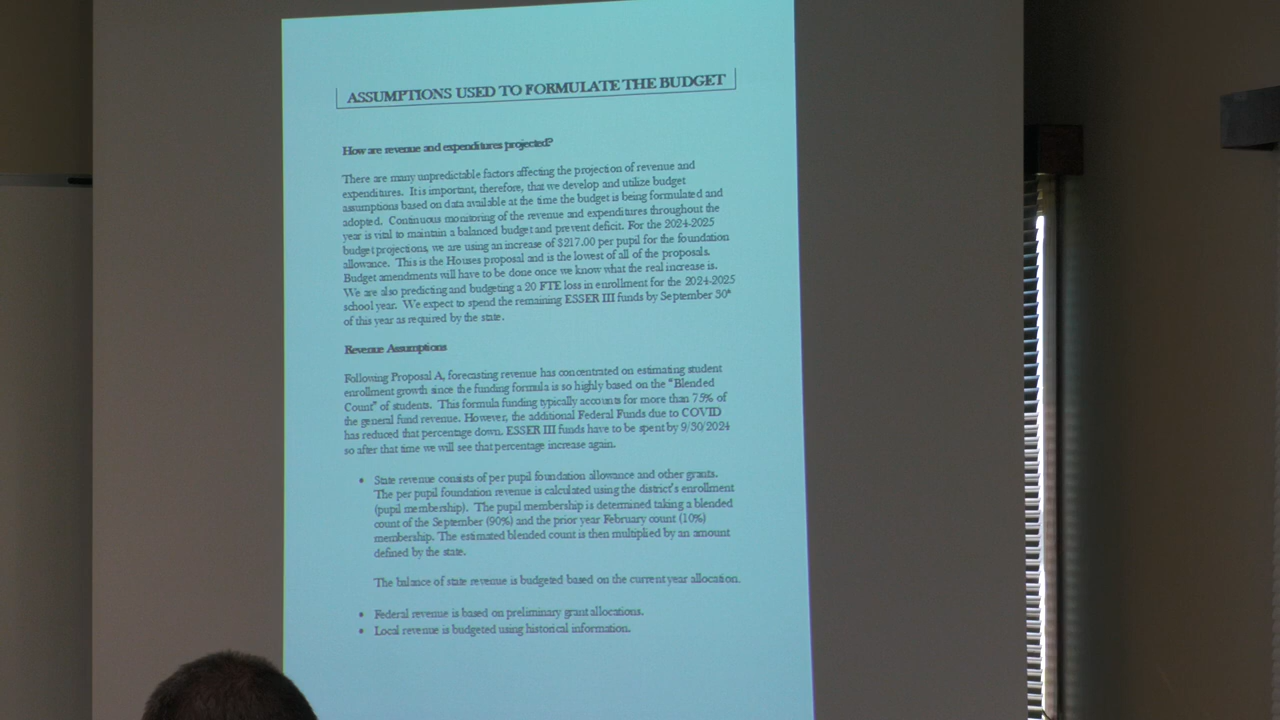 ASSUMPTIONS USED TO FORMULATE THE BUDGET
How are revenue and expenditures projected?
There are many unpredictable factors affecting the projection of revenue and
expenditures. It is important, therefore, that we develop and utilize budget
assumptions based on data available at the time the budget is being formulated and
adopted. Continuous monitoring of the revenue and expenditures throughout the
year is vital to maintain a balanced budget and prevent deficit. For the 2024-2025
budget projections, we are using an increase of $217.00 per pupil for the foundation
allowance. This is the Houses proposal and is the lowest of all of the proposals.
Budget amendments will have to be done once we know what the real increase is.
We are also predicting and budgeting a 20 FTE loss in enrollment for the 2024-2025
school year. We expect to spend the remaining ESSER III funds by September 30th
of this year as required by the state.
Revenue Assumptions
Following Proposal A, forecasting revenue has concentrated on estimating student
enrollment growth since the funding formula is so highly based on the "Blended
Count" of students. This formula funding typically accounts for more than 75% of
the general fund revenue. However, the additional Federal Funds due to COVID
has reduced that percentage down. ESSER III funds have to be spent by 9/30/2024
so after that time we will see that percentage increase again.
• State revenue consists of per pupil foundation allowance and other grants.
The per pupil foundation revenue is calculated using the district's enrollment
(pupil membership). The pupil membership is determined taking a blended
count of the September (90%) and the prior year February count (10%)
membership. The estimated blended count is then multiplied by an amount
defined by the state.
The balance of state revenue is budgeted based on the current year allocation.
• Federal revenue is based on preliminary grant allocations.
• Local revenue is budgeted using historical information.